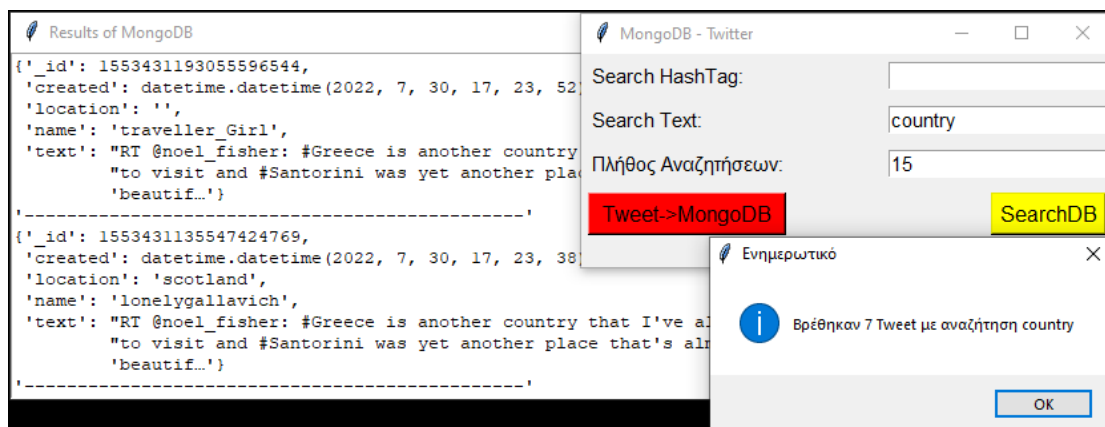 Results of MongoDB
{'_id': 1553431193055596544,
'created': datetime.datetime(2022, 7, 30, 17, 23, 52)
'location': '',
'name': 'traveller_Girl',
'text': "RT @noel_fisher: #Greece is another country
"to visit and #Santorini was yet another plac
'beautif…'}
'-----------------------------------------------'
{'_id': 1553431135547424769,
'created': datetime.datetime(2022, 7, 30, 17, 23, 38)
'location': 'scotland',
'name': 'lonelygallavich',
'text': "RT @noel_fisher: #Greece is another country that I've al
"to visit and #Santorini was yet another place that's alm
'beautif…'}
'-----------------------------------------------'
MongoDB - Twitter
Search HashTag:
Search Text: country
Πλήθος Αναζητήσεων: 15
Tweet->MongoDB SearchDB
Ενημερωτικό
Βρέθηκαν 7 Tweet με αναζήτηση country
OK